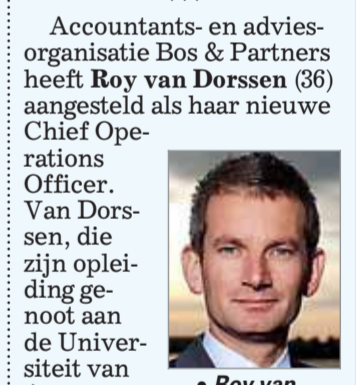 Accountants- en advies-
organisatie Bos & Partners
heeft Roy van Dorssen (36)
aangesteld als haar nieuwe
Chief Ope-
rations
Officer.
Van Dors-
sen, die
zijn oplei-
ding ge-
noot aan
de Univer-
siteit van
• Roy van